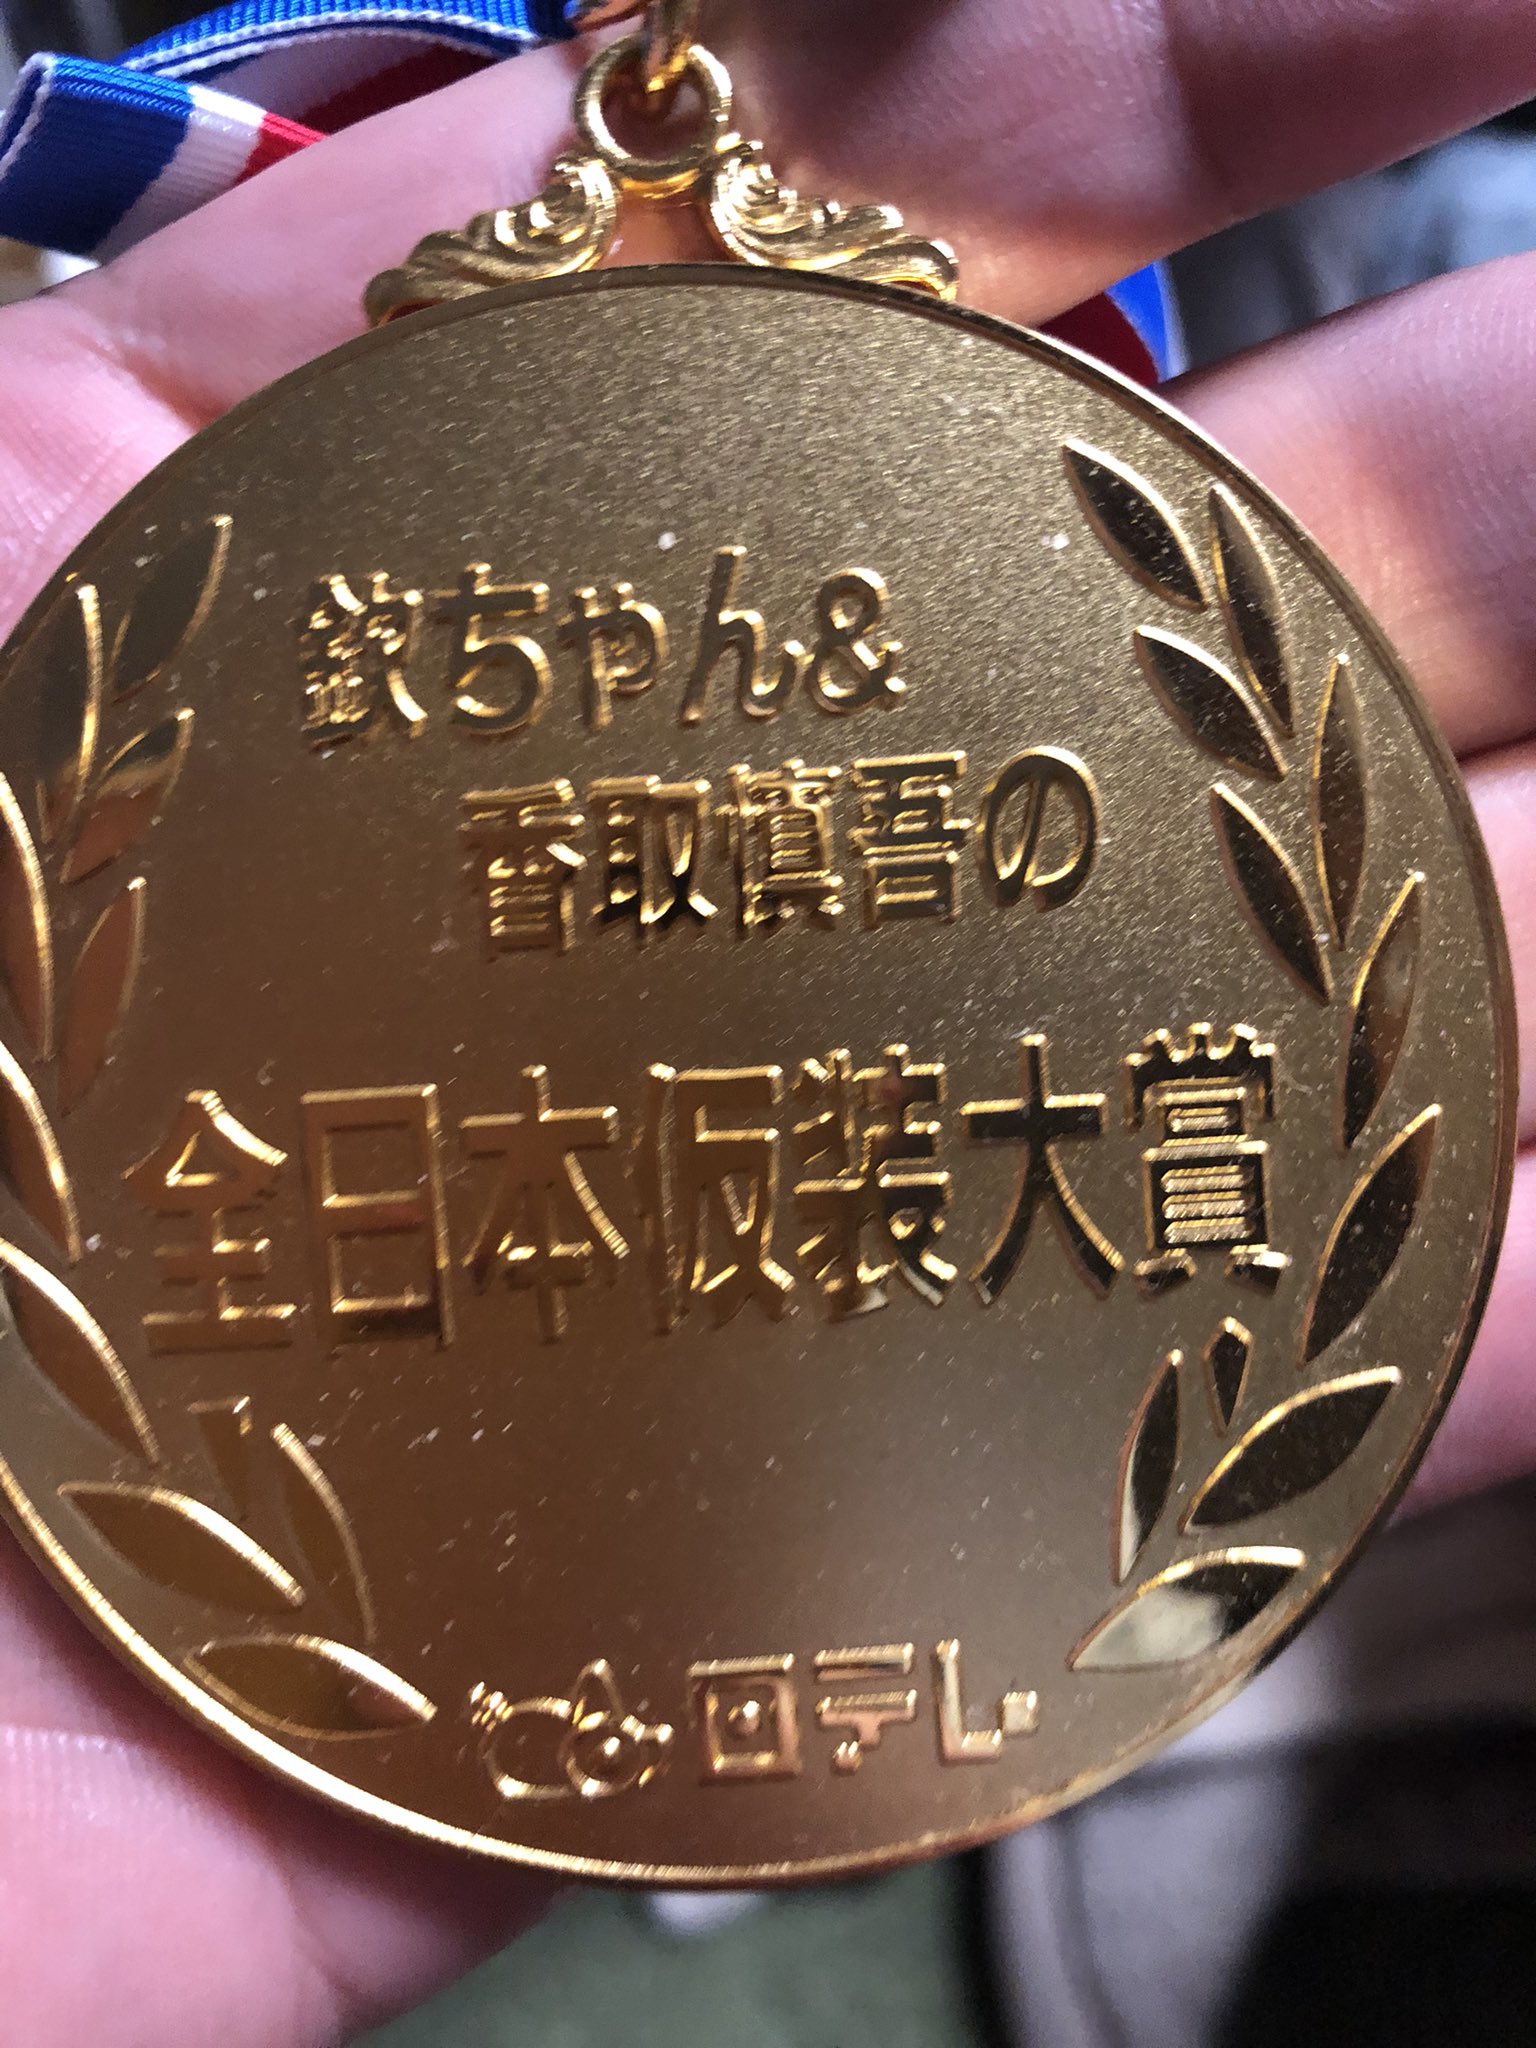 欽ちゃん&
香取慎吾の
全日本仮装大賞
日テレ